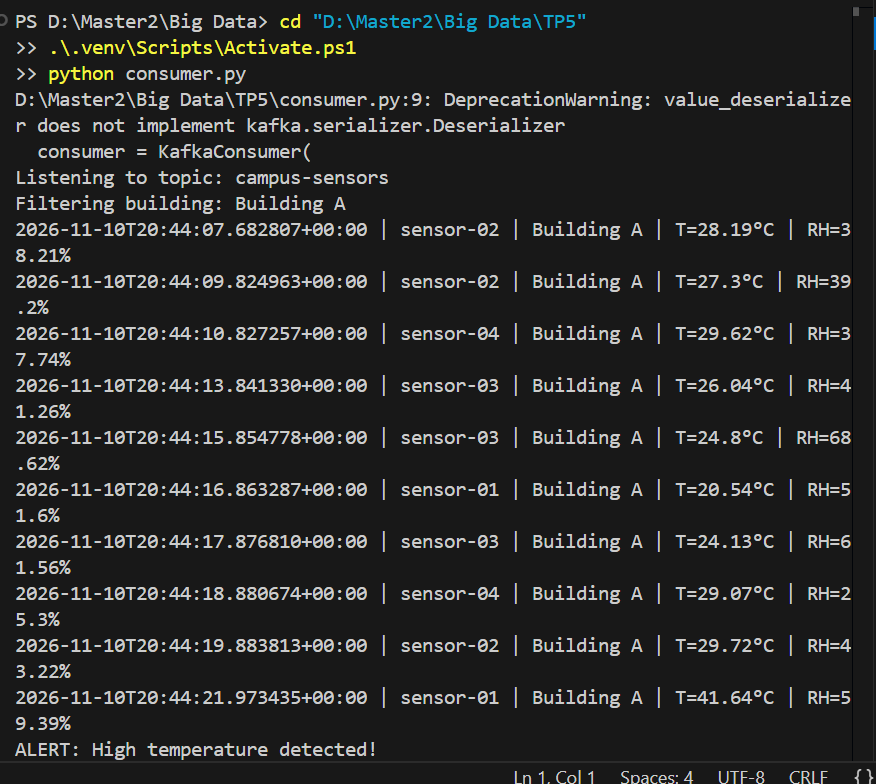 PS D:\Master2\Big Data> cd "D:\Master2\Big Data\TP5"
>> .\.venv\Scripts\Activate.ps1
>> python consumer.py
D:\Master2\Big Data\TP5\consumer.py:9: DeprecationWarning: value_deserialize
r does not implement kafka.serializer.Deserializer
  consumer = KafkaConsumer(
Listening to topic: campus-sensors
Filtering building: Building A
2026-11-10T20:44:07.682807+00:00 | sensor-02 | Building A | T=28.19°C | RH=3
8.21%
2026-11-10T20:44:09.824963+00:00 | sensor-02 | Building A | T=27.3°C | RH=39
.2%
2026-11-10T20:44:10.827257+00:00 | sensor-04 | Building A | T=29.62°C | RH=3
7.74%
2026-11-10T20:44:13.841330+00:00 | sensor-03 | Building A | T=26.04°C | RH=4
1.26%
2026-11-10T20:44:15.854778+00:00 | sensor-03 | Building A | T=24.8°C | RH=68
.62%
2026-11-10T20:44:16.863287+00:00 | sensor-01 | Building A | T=20.54°C | RH=5
1.6%
2026-11-10T20:44:17.876810+00:00 | sensor-03 | Building A | T=24.13°C | RH=6
1.56%
2026-11-10T20:44:18.880674+00:00 | sensor-04 | Building A | T=29.07°C | RH=2
5.3%
2026-11-10T20:44:19.883813+00:00 | sensor-02 | Building A | T=29.72°C | RH=4
3.22%
2026-11-10T20:44:21.973435+00:00 | sensor-01 | Building A | T=41.64°C | RH=5
9.39%
ALERT: High temperature detected!
Ln 1, Col 1 Spaces: 4 UTF-8 CRLF {}